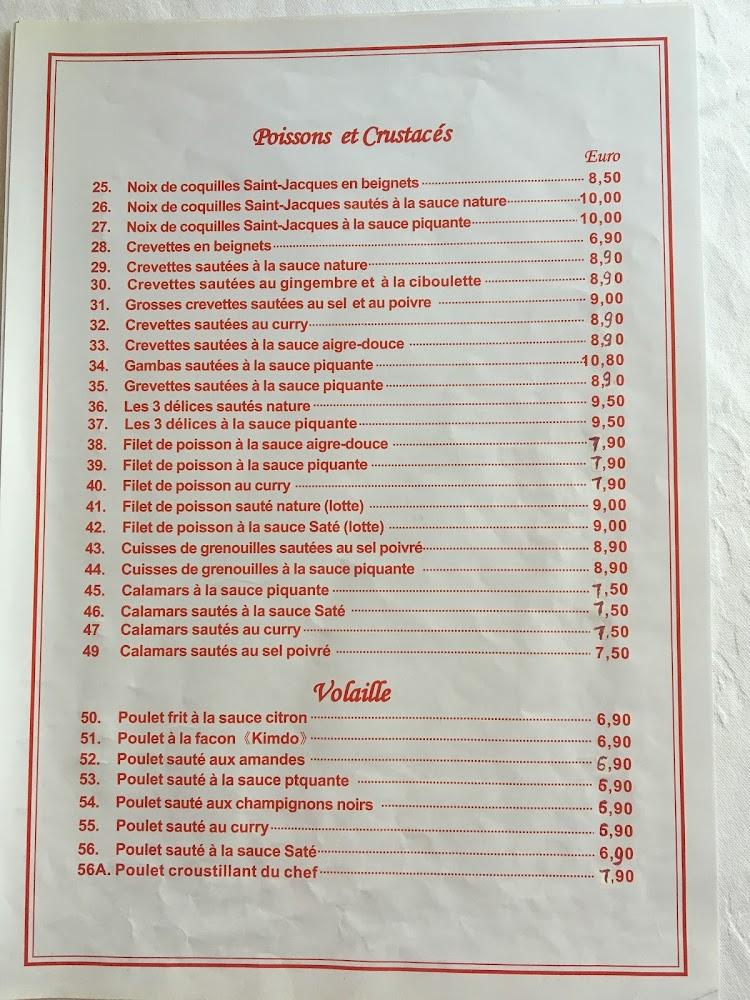 Poissons et Crustacés
Euro
25. Noix de coquilles Saint-Jacques en beignets 8,50
26. Noix de coquilles Saint-Jacques sautés à la sauce nature 10,00
27. Noix de coquilles Saint-Jacques à la sauce piquante 10,00
28. Crevettes en beignets 6,90
29. Crevettes sautées à la sauce nature 8,90
30. Crevettes sautées au gingembre et à la ciboulette 8,90
31. Grosses crevettes sautées au sel et au poivre 9,00
32. Crevettes sautées au curry 8,90
33. Crevettes sautées à la sauce aigre-douce 8,90
34. Gambas sautées à la sauce piquante 10,80
35. Grevettes sautées à la sauce piquante 8,90
36. Les 3 délices sautés nature 9,50
37. Les 3 délices à la sauce piquante 9,50
38. Filet de poisson à la sauce aigre-douce 7,90
39. Filet de poisson à la sauce piquante 7,90
40. Filet de poisson au curry 7,90
41. Filet de poisson sauté nature (lotte) 9,00
42. Filet de poisson à la sauce Saté (lotte) 9,00
43. Cuisses de grenouilles sautées au sel poivré 8,90
44. Cuisses de grenouilles à la sauce piquante 8,90
45. Calamars à la sauce piquante 7,50
46. Calamars sautés à la sauce Saté 7,50
47 Calamars sautés au curry 7,50
49 Calamars sautés au sel poivré 7,50
Volaille
50. Poulet frit à la sauce citron 6,90
51. Poulet à la facon《Kimdo》 6,90
52. Poulet sauté aux amandes 6,90
53. Poulet sauté à la sauce ptquante 6,90
54. Poulet sauté aux champignons noirs 6,90
55. Poulet sauté au curry 6,90
56. Poulet sauté à la sauce Saté 6,90
56A. Poulet croustillant du chef 7,90